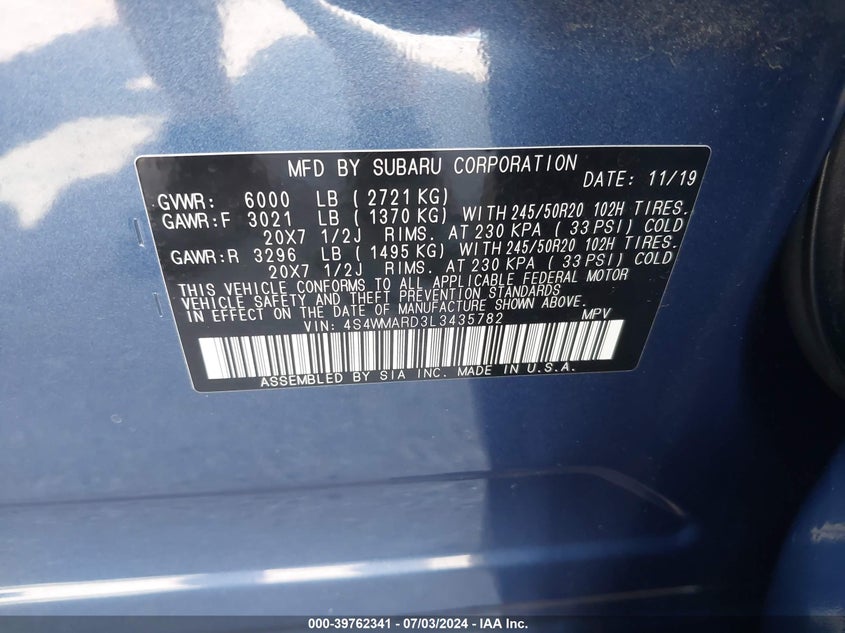 MFD BY SUBARU CORPORATION
DATE: 11/19
GVWR: 6000 LB ( 2721 KG)
GAWR:F 3021 LB ( 1370 KG) WITH 245/50R20 102H TIRES.
20X7 1/2J RIMS. AT 230 KPA ( 33 PSI) COLD
GAWR:R 3296 LB ( 1495 KG) WITH 245/50R20 102H TIRES.
20X7 1/2J RIMS. AT 230 KPA ( 33 PSI) COLD
THIS VEHICLE CONFORMS TO ALL APPLICABLE FEDERAL MOTOR
VEHICLE SAFETY AND THEFT PREVENTION STANDARDS
IN EFFECT ON THE DATE OF MANUFACTURE SHOWN ABOVE.
VIN: 4S4WMARD3L3435782 MPV
ASSEMBLED BY SIA INC. MADE IN U.S.A.
000-39762341 - 07/03/2024 - IAA Inc.